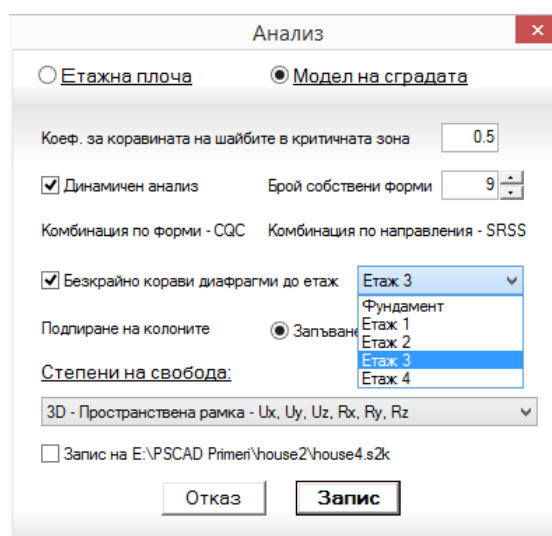 Анализ
Етажна плоча Модел на сградата
Коеф. за коравината на шайбите в критичната зона 0.5
Динамичен анализ Брой собствени форми 9
Комбинация по форми - CQC Комбинация по направления - SRSS
Безкрайно корави диафрагми до етаж Етаж 3
Фундамент
Подпиране на колоните Запъване Етаж 1
Етаж 2
Етаж 3
Етаж 4
Степени на свобода:
3D - Пространствена рамка - Ux, Uy, Uz, Rx, Ry, Rz
Запис на E:\PSCAD Primeri\house2\house4.s2k
Отказ Запис